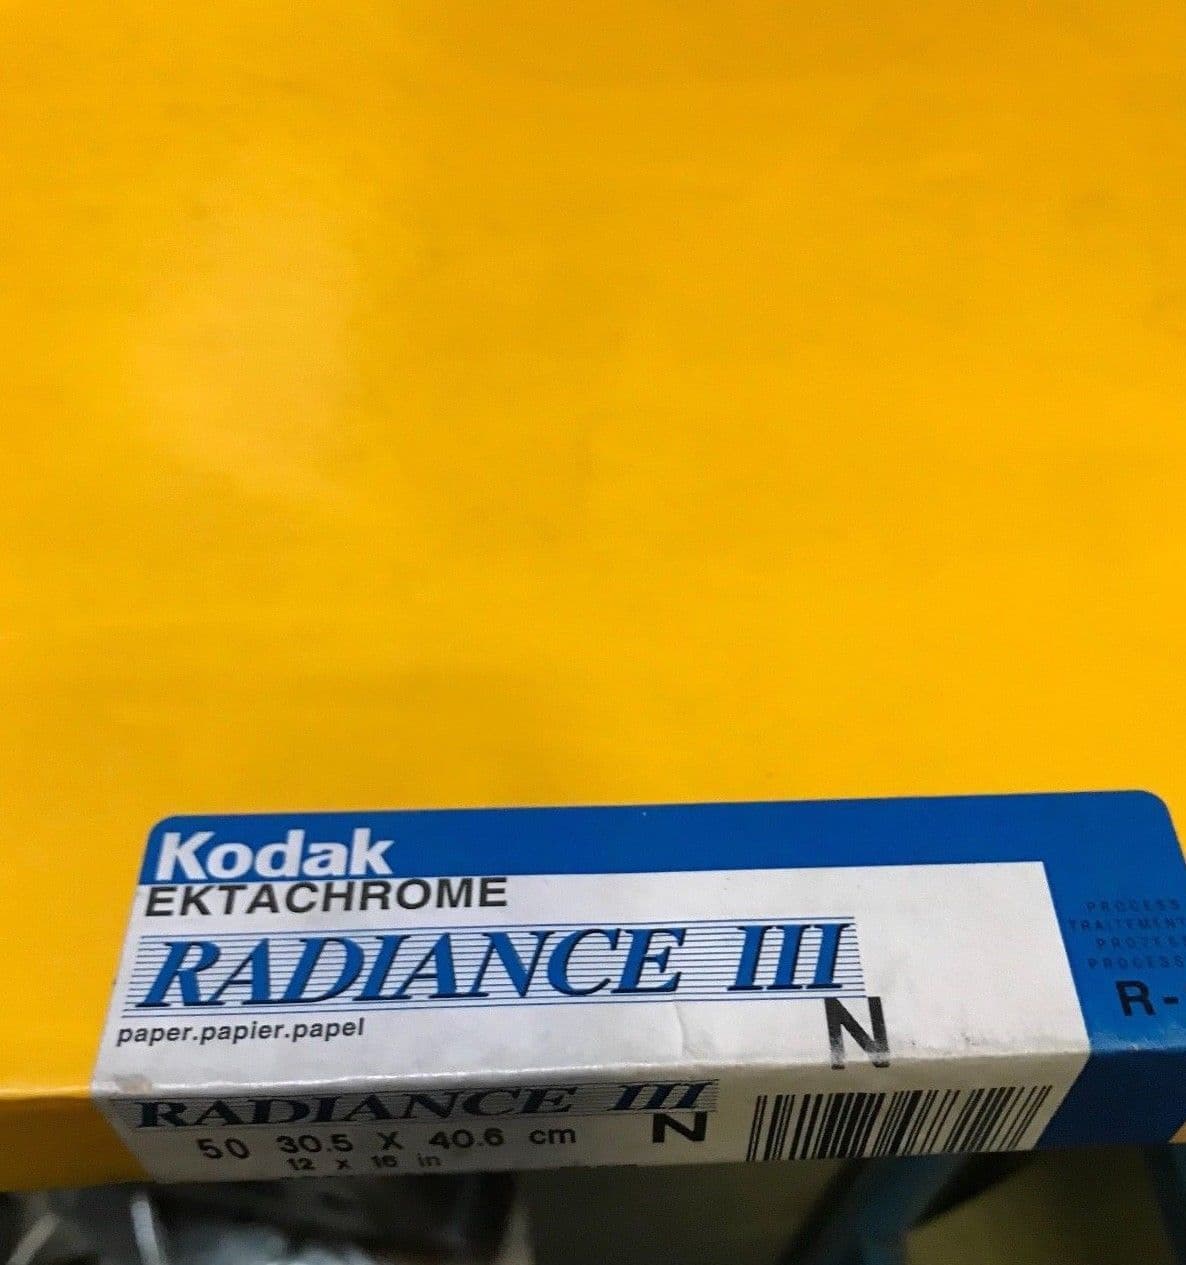 Kodak
EKTACHROME
RADIANCE III
N
paper.papier.papel
PROCESS
TRAITEMENT
PROZESS
PROCESS
R-
RADIANCE III
N
50 30.5 X 40.6 cm
12 x 16 in